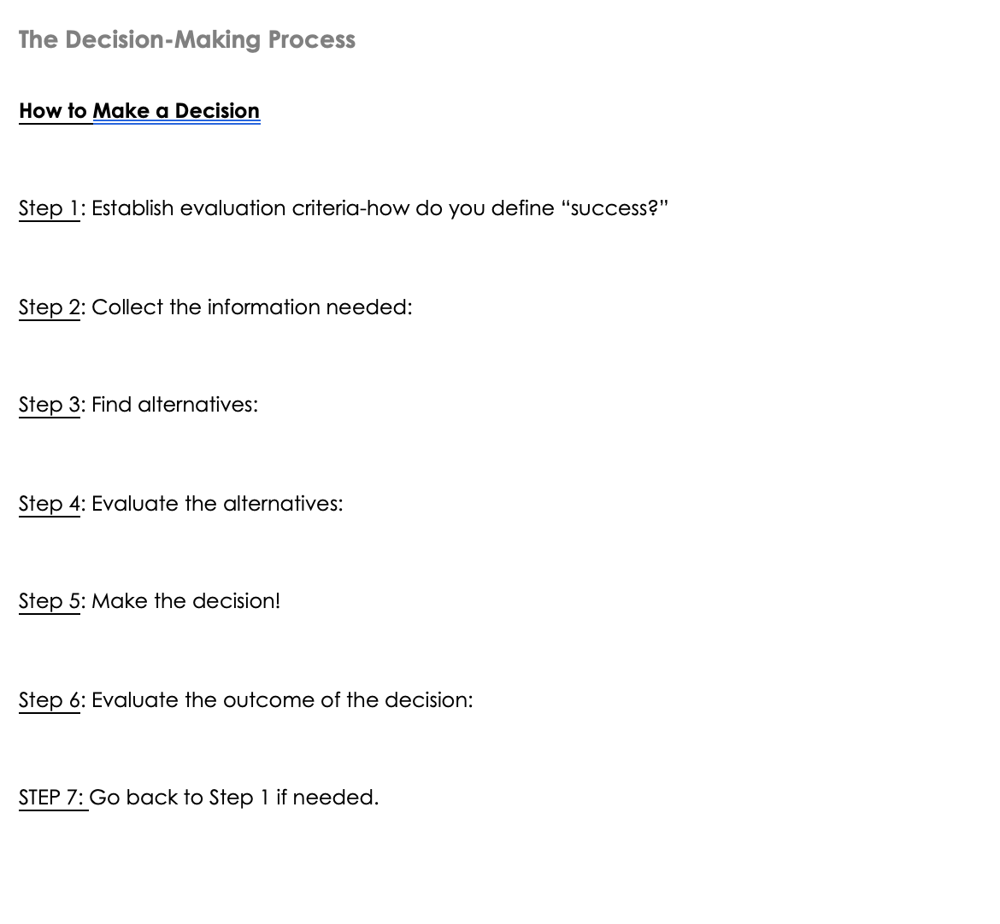 The Decision-Making Process
How to Make a Decision
Step 1: Establish evaluation criteria-how do you define “success?”
Step 2: Collect the information needed:
Step 3: Find alternatives:
Step 4: Evaluate the alternatives:
Step 5: Make the decision!
Step 6: Evaluate the outcome of the decision:
STEP 7: Go back to Step 1 if needed.